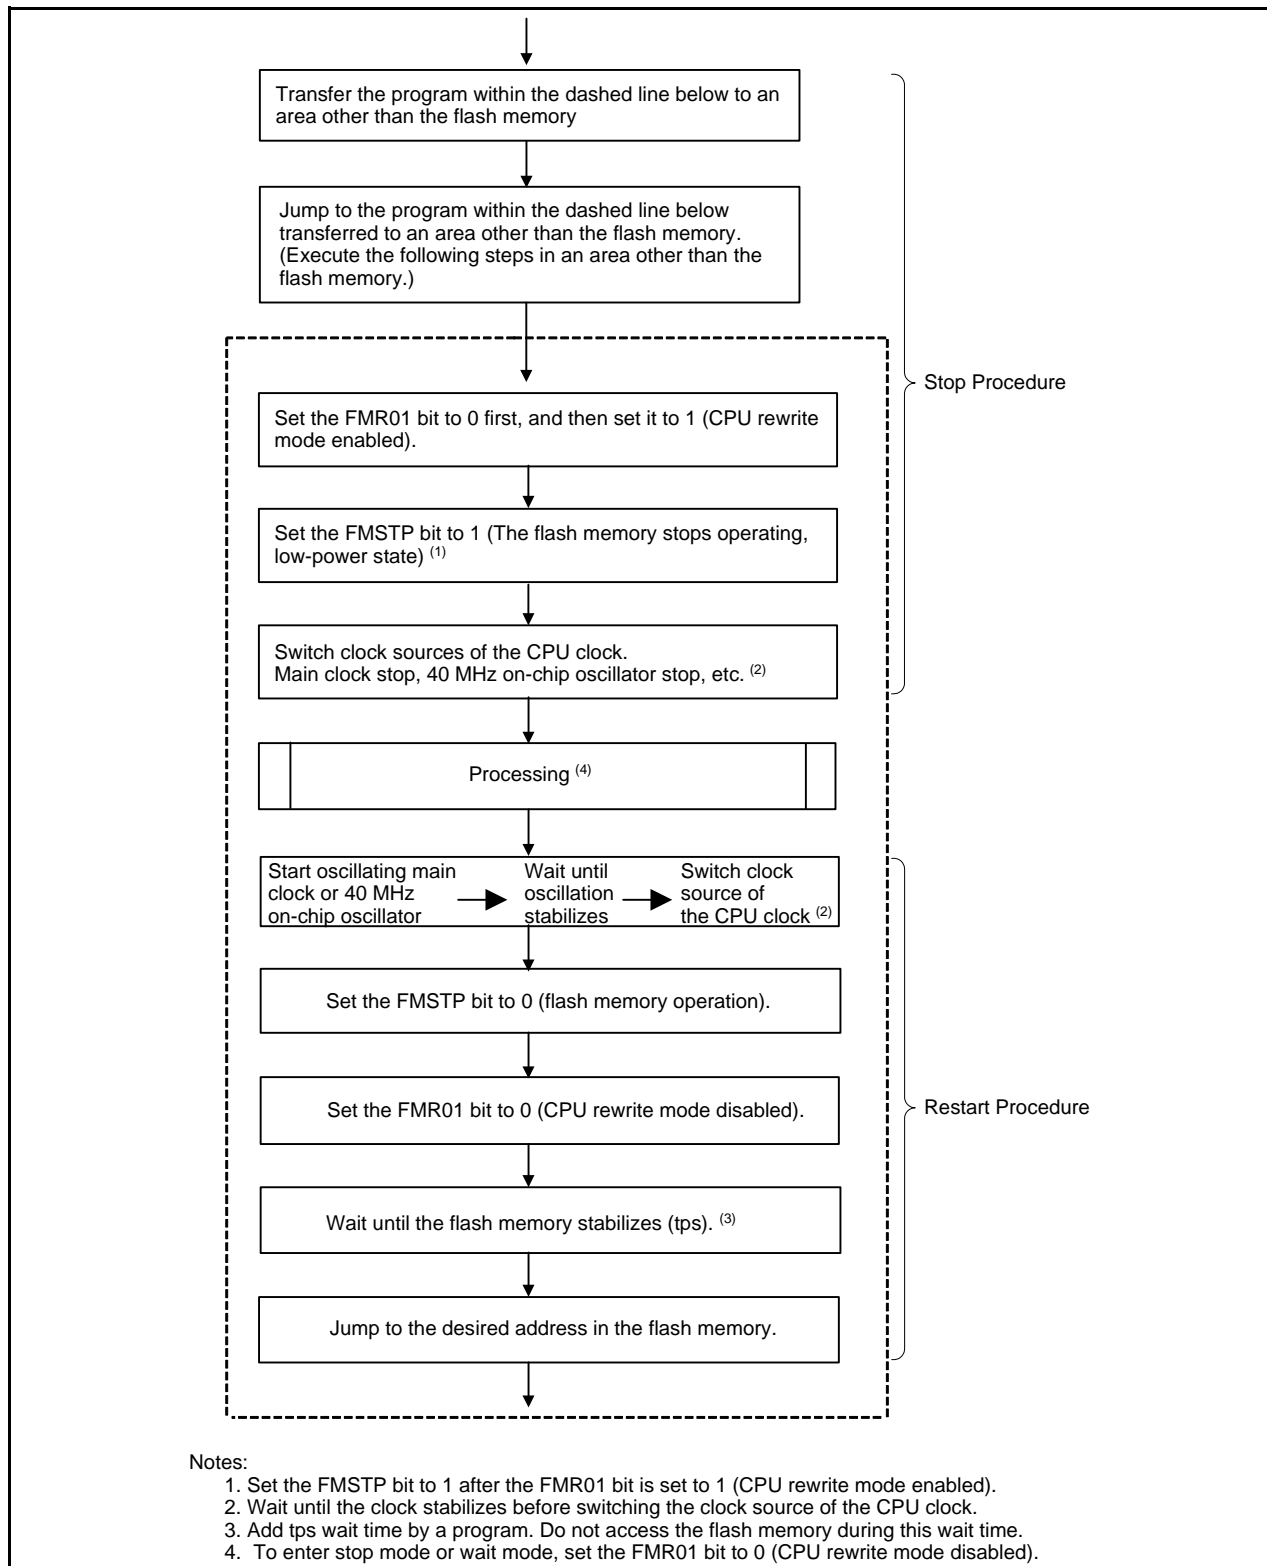 Transfer the program within the dashed line below to an
area other than the flash memory
Jump to the program within the dashed line below
transferred to an area other than the flash memory.
(Execute the following steps in an area other than the
flash memory.)
Stop Procedure
Set the FMR01 bit to 0 first, and then set it to 1 (CPU rewrite
mode enabled).
Set the FMSTP bit to 1 (The flash memory stops operating,
low-power state) (1)
Switch clock sources of the CPU clock.
Main clock stop, 40 MHz on-chip oscillator stop, etc. (2)
Processing (4)
Start oscillating main
clock or 40 MHz
on-chip oscillator
Wait until
oscillation
stabilizes
Switch clock
source of
the CPU clock (2)
Set the FMSTP bit to 0 (flash memory operation).
Set the FMR01 bit to 0 (CPU rewrite mode disabled).
Restart Procedure
Wait until the flash memory stabilizes (tps). (3)
Jump to the desired address in the flash memory.
Notes:
1. Set the FMSTP bit to 1 after the FMR01 bit is set to 1 (CPU rewrite mode enabled).
2. Wait until the clock stabilizes before switching the clock source of the CPU clock.
3. Add tps wait time by a program. Do not access the flash memory during this wait time.
4. To enter stop mode or wait mode, set the FMR01 bit to 0 (CPU rewrite mode disabled).